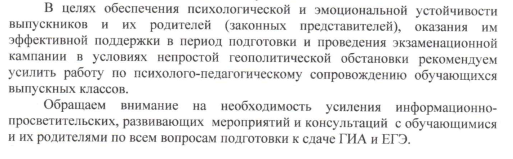 В целях обеспечения психологической и эмоциональной устойчивости
выпускников и их родителей (законных представителей), оказания им
эффективной поддержки в период подготовки и проведения экзаменационной
кампании в условиях непростой геополитической обстановки рекомендуем
усилить работу по психолого-педагогическому сопровождению обучающихся
выпускных классов.
Обращаем внимание на необходимость усиления информационно-
просветительских, развивающих мероприятий и консультаций с обучающимися
и их родителями по всем вопросам подготовки к сдаче ГИА и ЕГЭ.